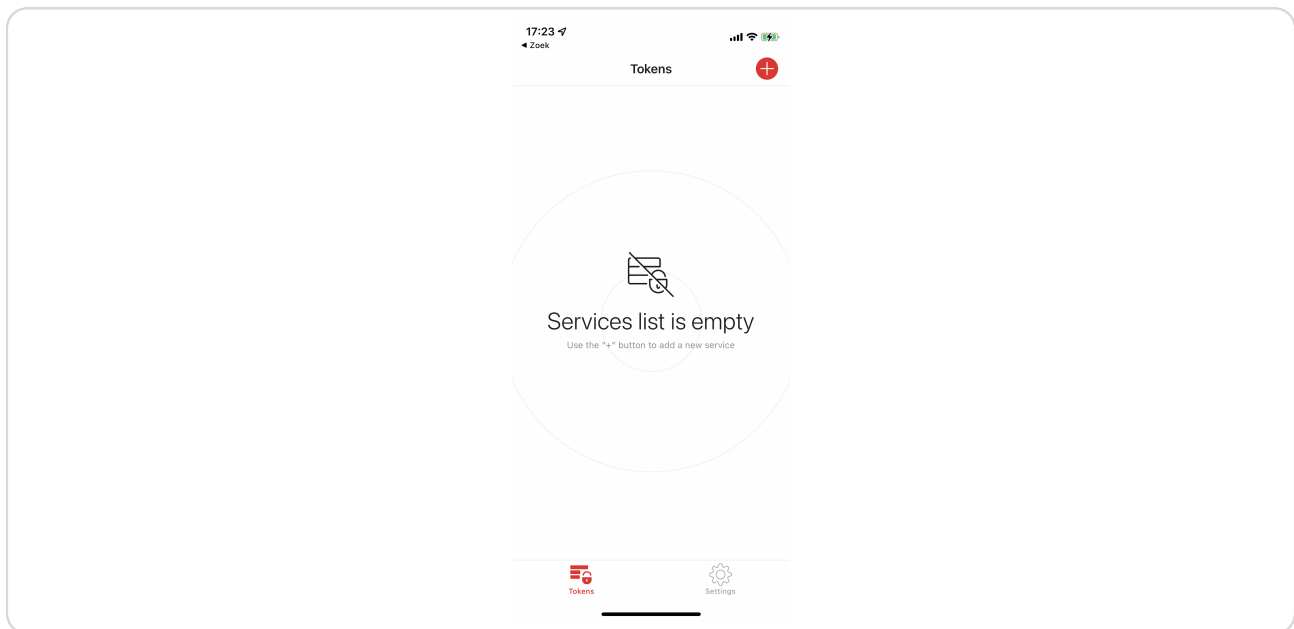 17:23
◀ Zoek
Tokens
Services list is empty
Use the "+" button to add a new service
Tokens
Settings